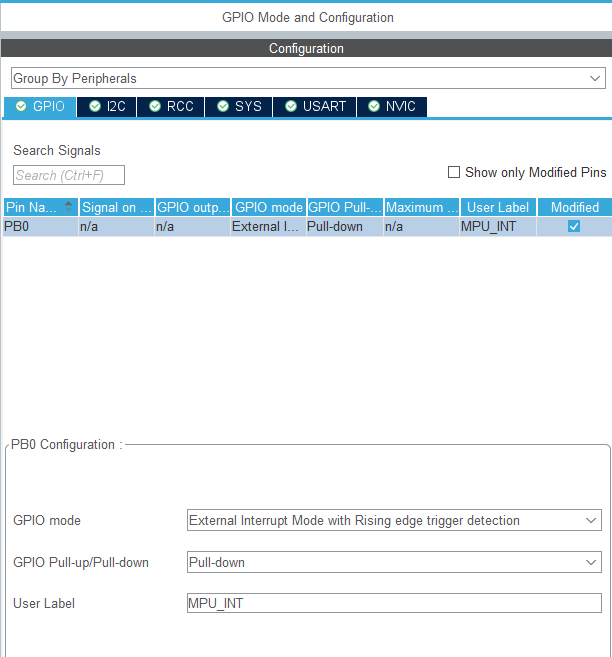 GPIO Mode and Configuration
Configuration
Group By Peripherals
GPIO I2C RCC SYS USART NVIC
Search Signals
Search (Ctrl+F)
Show only Modified Pins
Pin Na... Signal on ... GPIO outp... GPIO mode GPIO Pull-... Maximum ... User Label Modified
PB0 n/a n/a External I... Pull-down n/a MPU_INT
PB0 Configuration :
GPIO mode External Interrupt Mode with Rising edge trigger detection
GPIO Pull-up/Pull-down Pull-down
User Label MPU_INT